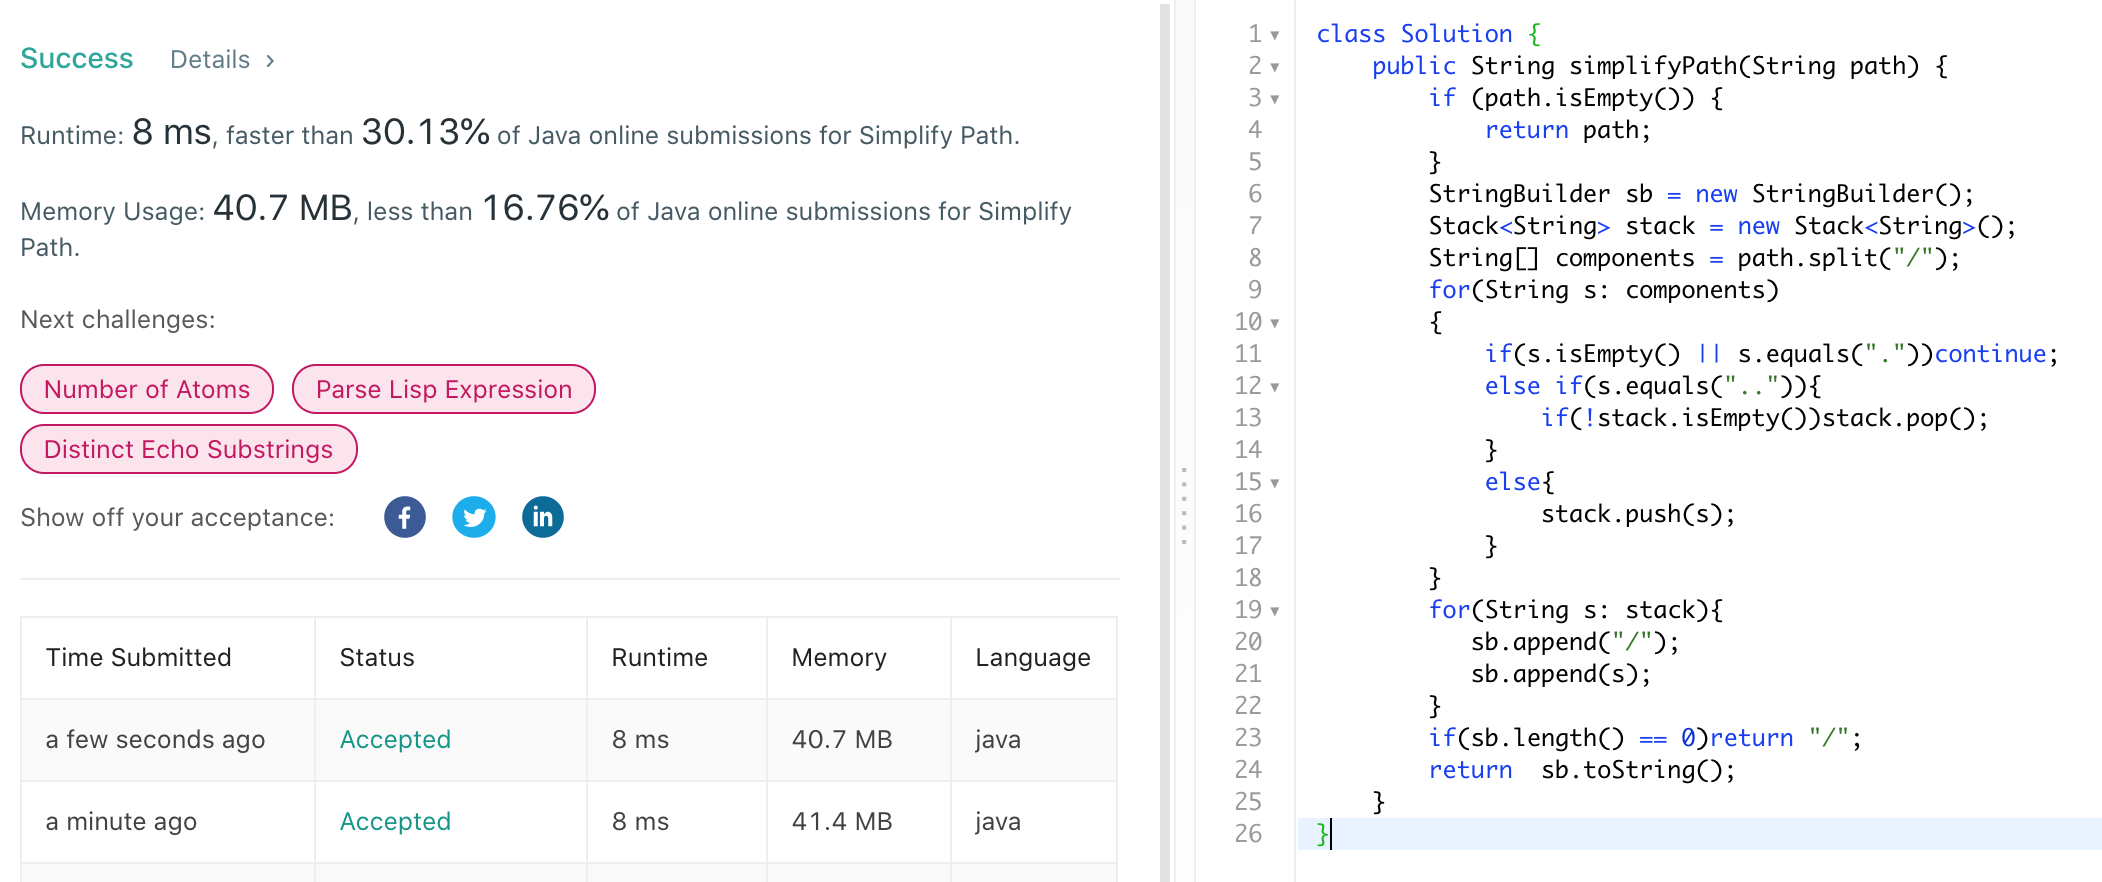 Success Details >
Runtime: 8 ms, faster than 30.13% of Java online submissions for Simplify Path.
Memory Usage: 40.7 MB, less than 16.76% of Java online submissions for Simplify
Path.
Next challenges:
Number of Atoms Parse Lisp Expression
Distinct Echo Substrings
Show off your acceptance: f in
Time Submitted Status Runtime Memory Language
a few seconds ago Accepted 8 ms 40.7 MB java
a minute ago Accepted 8 ms 41.4 MB java
1 class Solution {
2     public String simplifyPath(String path) {
3         if (path.isEmpty()) {
4             return path;
5         }
6         StringBuilder sb = new StringBuilder();
7         Stack<String> stack = new Stack<String>();
8         String[] components = path.split("/");
9         for(String s: components)
10         {
11             if(s.isEmpty() || s.equals("."))continue;
12             else if(s.equals("..")){
13                 if(!stack.isEmpty())stack.pop();
14             }
15             else{
16                 stack.push(s);
17             }
18         }
19         for(String s: stack){
20            sb.append("/");
21            sb.append(s);
22         }
23         if(sb.length() == 0)return "/";
24         return  sb.toString();
25     }
26 }